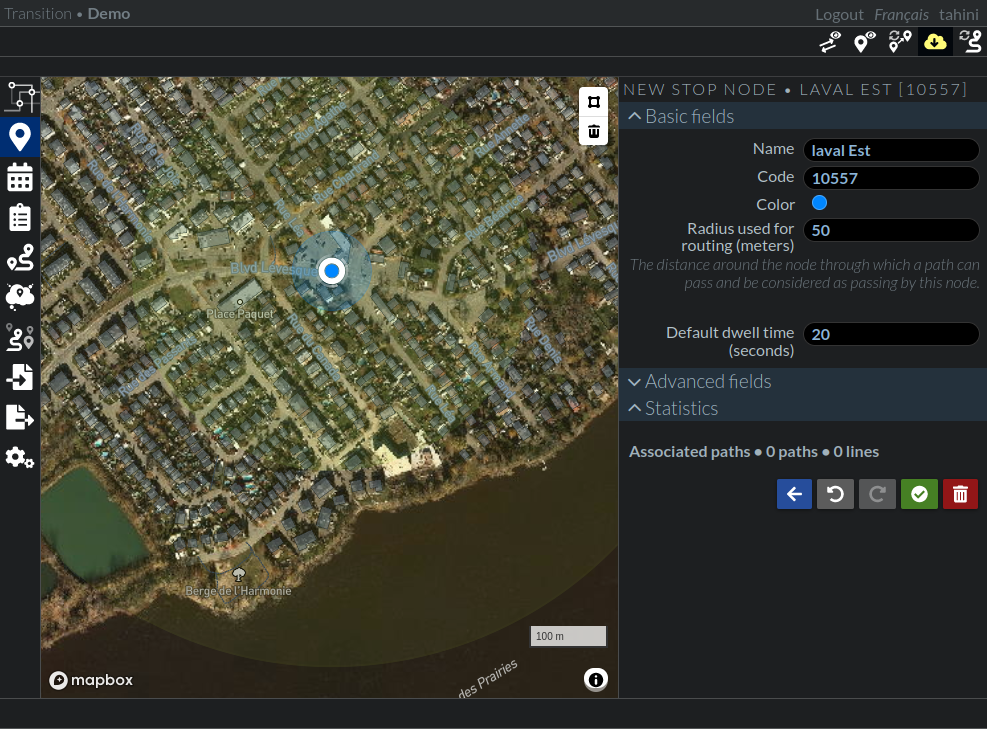 Transition • Demo
Logout Français tahini
NEW STOP NODE • LAVAL EST [10557]
Basic fields
Name
laval Est
Code
10557
Color
Radius used for
routing (meters)
50
The distance around the node through which a path can
pass and be considered as passing by this node.
Default dwell time
(seconds)
20
Advanced fields
Statistics
Associated paths • 0 paths • 0 lines
Blvd Lévesque
Place Paquet
Berge de l'Harmonie
des Prairies
100 m
mapbox